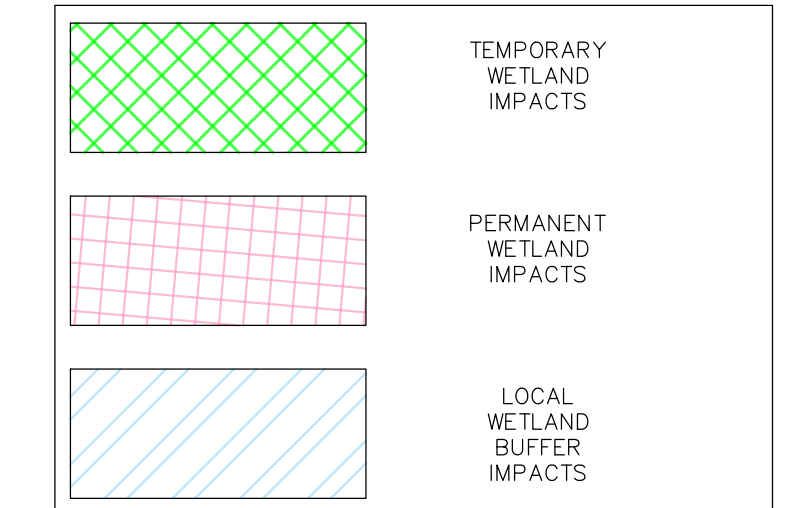 TEMPORARY
WETLAND
IMPACTS
PERMANENT
WETLAND
IMPACTS
LOCAL
WETLAND
BUFFER
IMPACTS